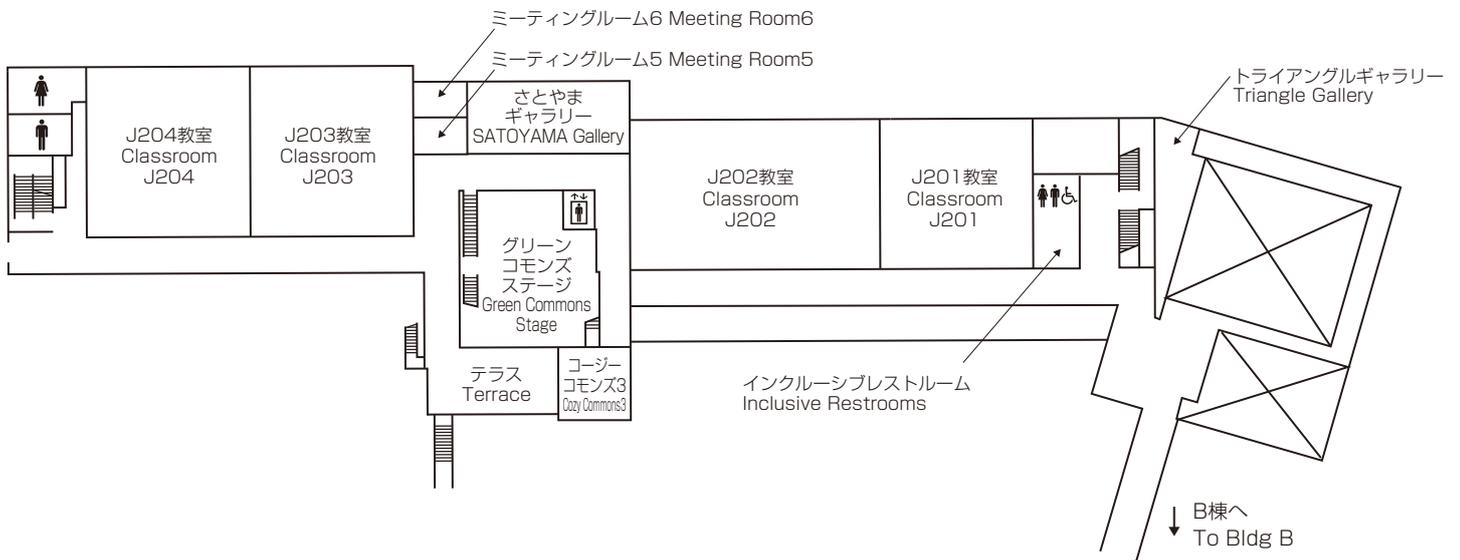 ミーティングルーム6 Meeting Room6
ミーティングルーム5 Meeting Room5
トライアングルギャラリー
Triangle Gallery
J204教室
Classroom
J204
J203教室
Classroom
J203
さとやま
ギャラリー
SATOYAMA Gallery
J202教室
Classroom
J202
J201教室
Classroom
J201
グリーン
コモンズ
ステージ
Green Commons
Stage
テラス
Terrace
コージー
コモンズ3
Cozy Commons3
インクルーシブレストルーム
Inclusive Restrooms
B棟へ
To Bldg B